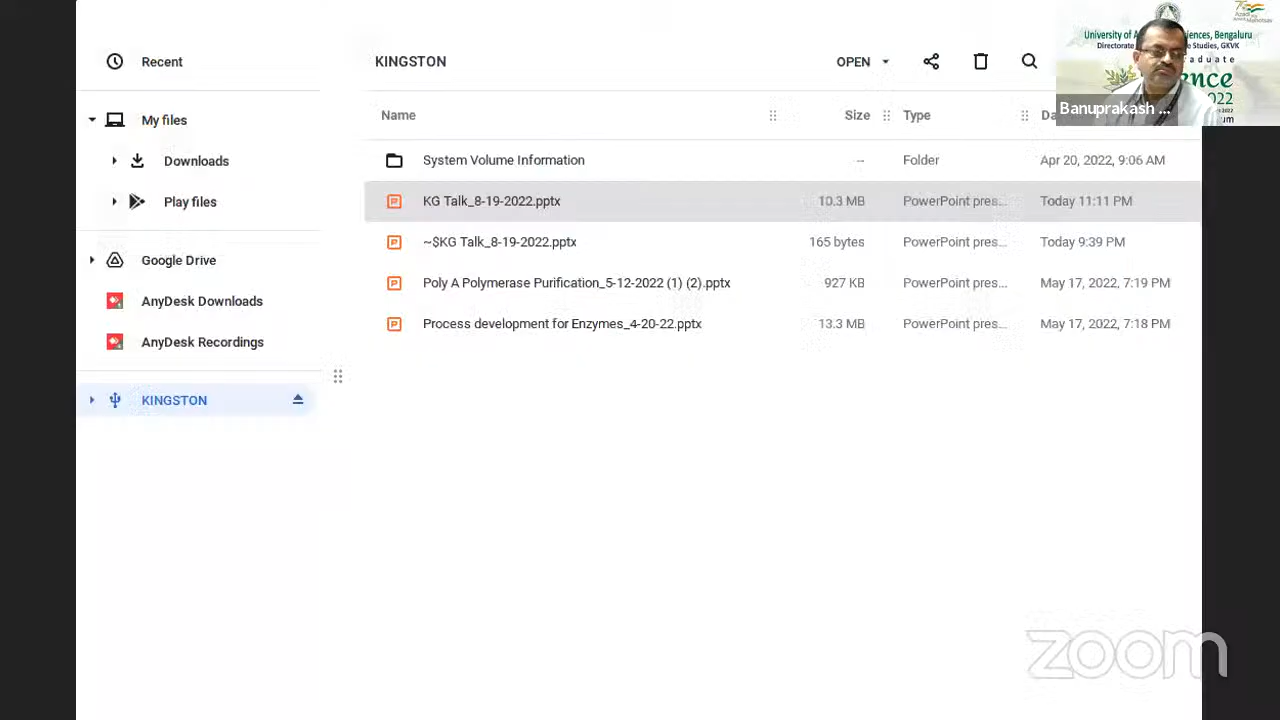 Recent
My files
Downloads
Play files
Google Drive
AnyDesk Downloads
AnyDesk Recordings
KINGSTON
KINGSTON
OPEN
Name Size Type
System Volume Information -- Folder Apr 20, 2022, 9:06 AM
KG Talk_8-19-2022.pptx 10.3 MB PowerPoint pres... Today 11:11 PM
~$KG Talk_8-19-2022.pptx 165 bytes PowerPoint pres... Today 9:39 PM
Poly A Polymerase Purification_5-12-2022 (1) (2).pptx 927 KB PowerPoint pres... May 17, 2022, 7:19 PM
Process development for Enzymes_4-20-22.pptx 13.3 MB PowerPoint pres... May 17, 2022, 7:18 PM
University of A iences, Bengaluru
Directorate e Studies, GKVK
raduate
ence
022
um
Banuprakash ...
zoom